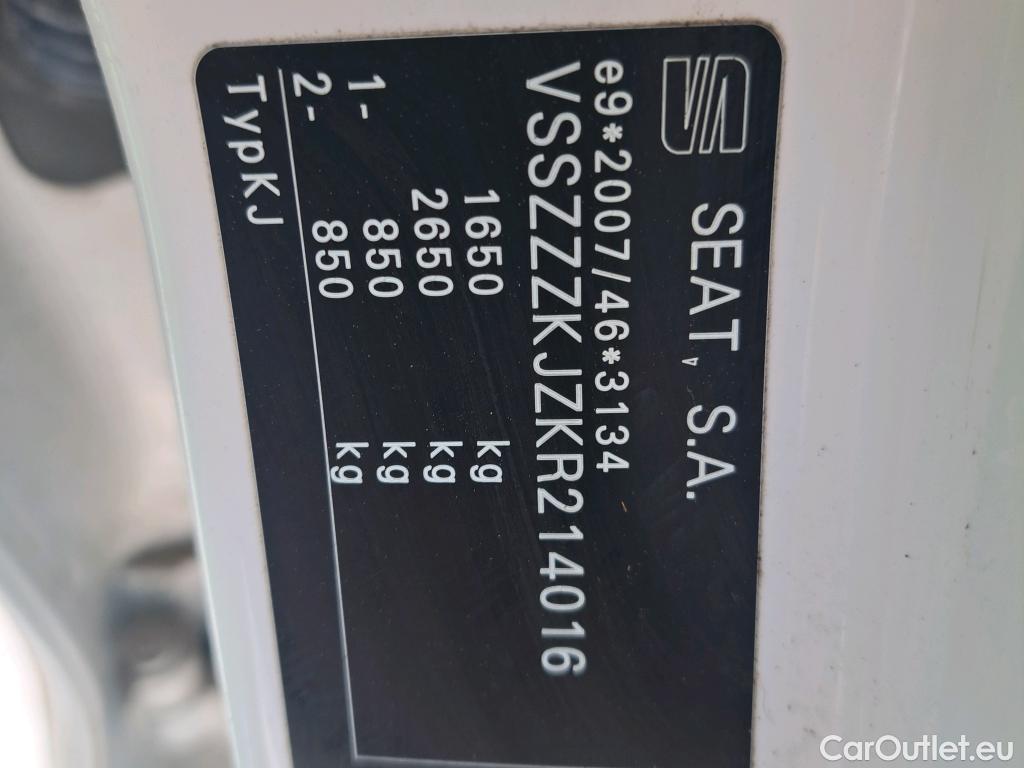 SEAT, S.A.
e9*2007/46*3134
VSSZZZKJZKR214016
1650 kg
2650 kg
1- 850 kg
2- 850 kg
TypKJ
CarOutlet.eu